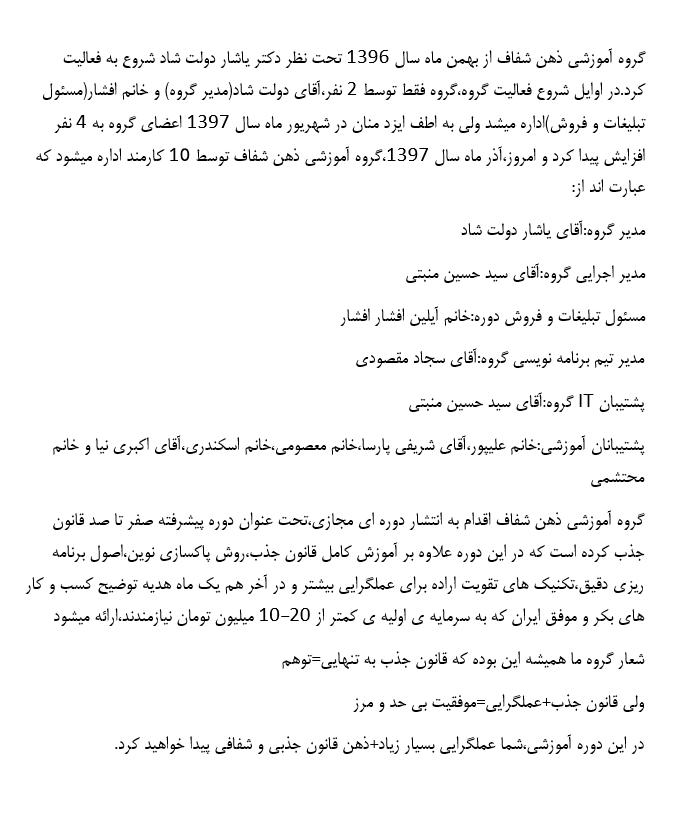 گروه آموزشی ذهن شفاف از بهمن ماه سال 1396 تحت نظر دکتر یاشار دولت شاد شروع به فعالیت
کرد.در اوایل شروع فعالیت گروه،گروه فقط توسط 2 نفر،آقای دولت شاد(مدیر گروه) و خانم افشار(مسئول
تبلیغات و فروش)اداره میشد ولی به اطف ایزد منان در شهریور ماه سال 1397 اعضای گروه به 4 نفر
افزایش پیدا کرد و امروز،آذر ماه سال 1397،گروه آموزشی ذهن شفاف توسط 10 کارمند اداره میشود که
عبارت اند از:
مدیر گروه:آقای یاشار دولت شاد
مدیر اجرایی گروه:آقای سید حسین منبتی
مسئول تبلیغات و فروش دوره:خانم آیلین افشار افشار
مدیر تیم برنامه نویسی گروه:آقای سجاد مقصودی
پشتیبان IT گروه:آقای سید حسین منبتی
پشتیبانان آموزشی:خانم علیپور،آقای شریفی پارسا،خانم معصومی،خانم اسکندری،آقای اکبری نیا و خانم
محتشمی
گروه آموزشی ذهن شفاف اقدام به انتشار دوره ای مجازی،تحت عنوان دوره پیشرفته صفر تا صد قانون
جذب کرده است که در این دوره علاوه بر آموزش کامل قانون جذب،روش پاکسازی نوین،اصول برنامه
ریزی دقیق،تکنیک های تقویت اراده برای عملگرایی بیشتر و در آخر هم یک ماه هدیه توضیح کسب و کار
های بکر و موفق ایران که به سرمایه ی اولیه ی کمتر از 20-10 میلیون تومان نیازمندند،ارائه میشود
شعار گروه ما همیشه این بوده که قانون جذب به تنهایی=توهم
ولی قانون جذب+عملگرایی=موفقیت بی حد و مرز
در این دوره آموزشی،شما عملگرایی بسیار زیاد+ذهن قانون جذبی و شفافی پیدا خواهید کرد.